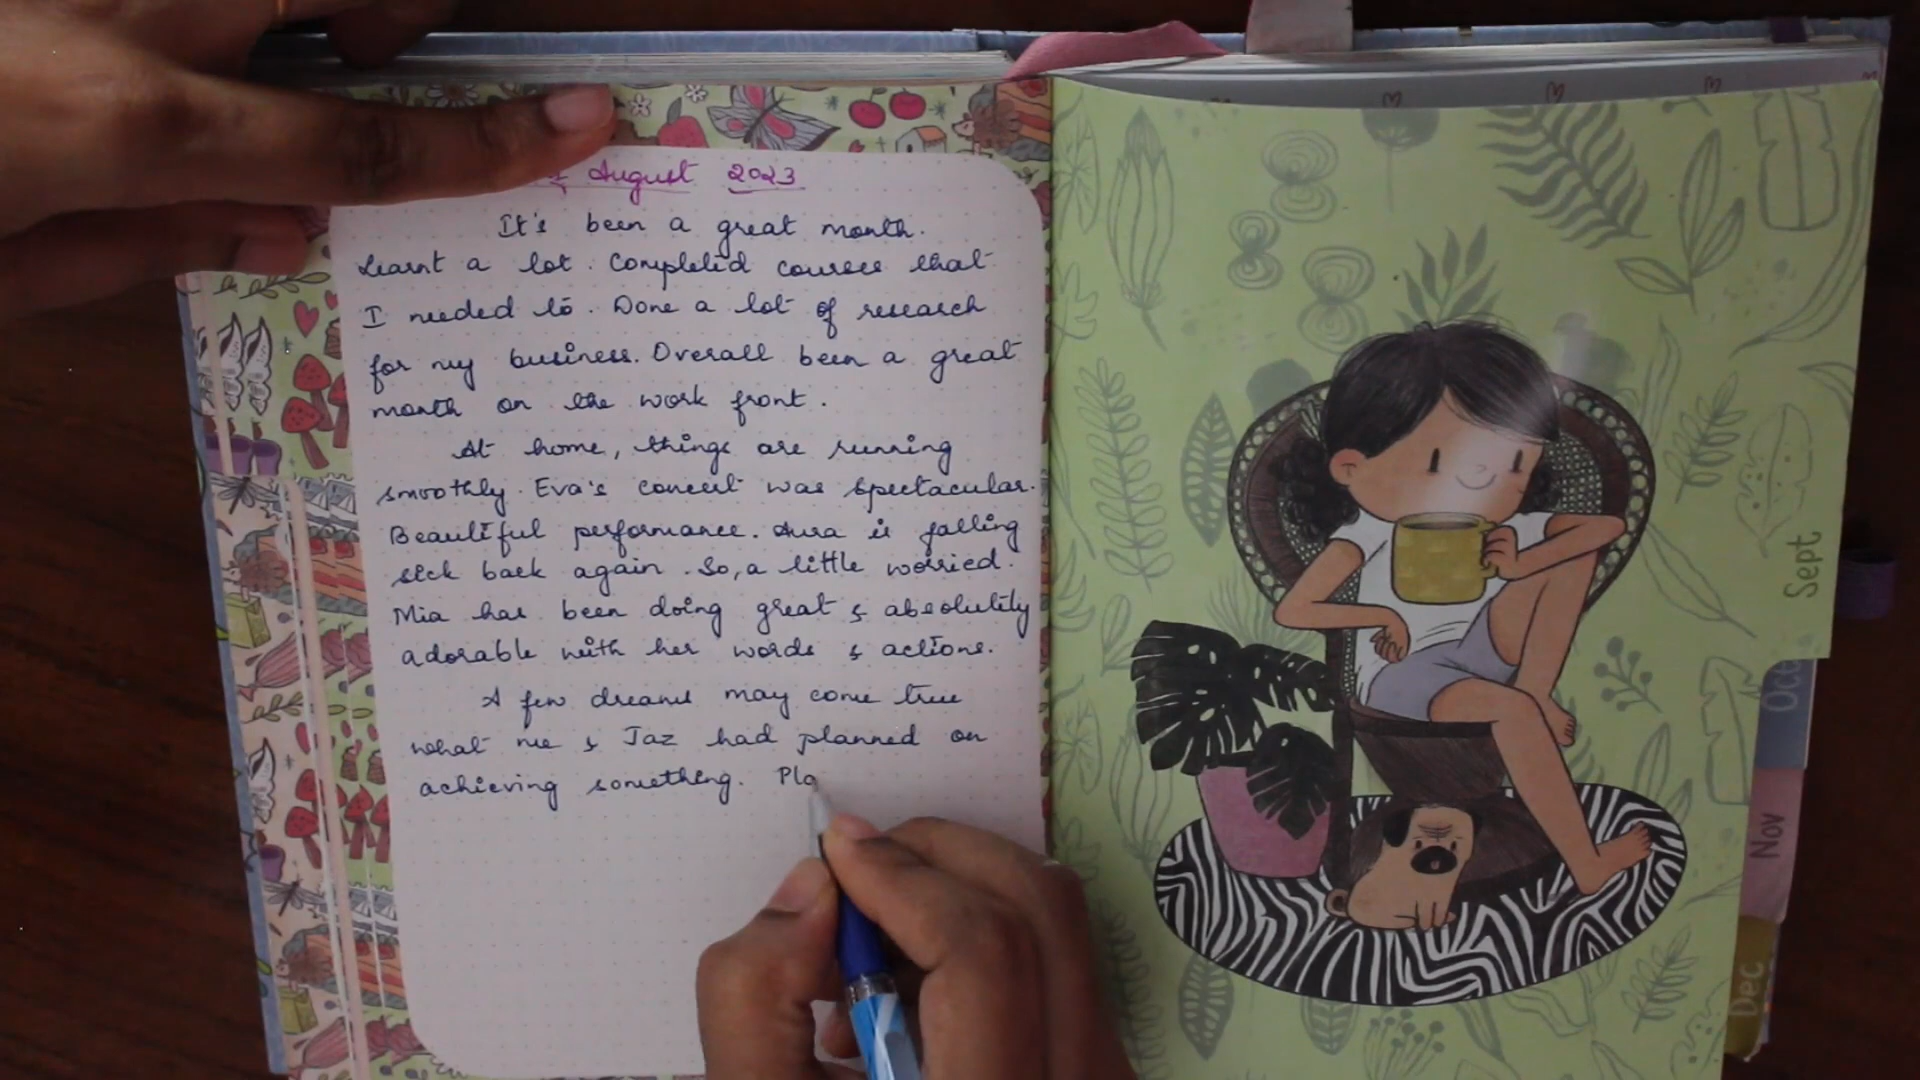 August 2023
It's been a great month.
Learnt a lot. Completed courses that
I needed to. Done a lot of research
for my business. Overall been a great
month on the work front.
At home, things are running
smoothly. Eva's concert was spectacular.
Beautiful performance. Aura is falling
sick back again. So, a little worried.
Mia has been doing great & absolutely
adorable with her words & actions.
A few dreams may come true
what me & Jaz had planned on
achieving something. Pla
Sept
Oct
Nov
Dec